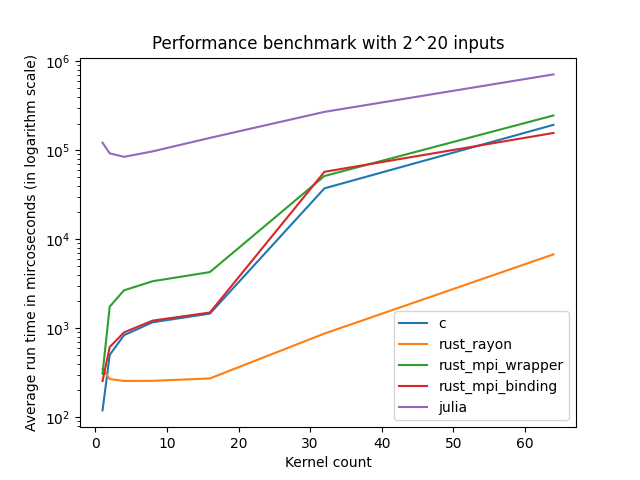 Performance benchmark with 2^20 inputs
Average run time in mircoseconds (in logarithm scale)
10^6
10^5
10^4
10^3
10^2
0 10 20 30 40 50 60
Kernel count
c
rust_rayon
rust_mpi_wrapper
rust_mpi_binding
julia